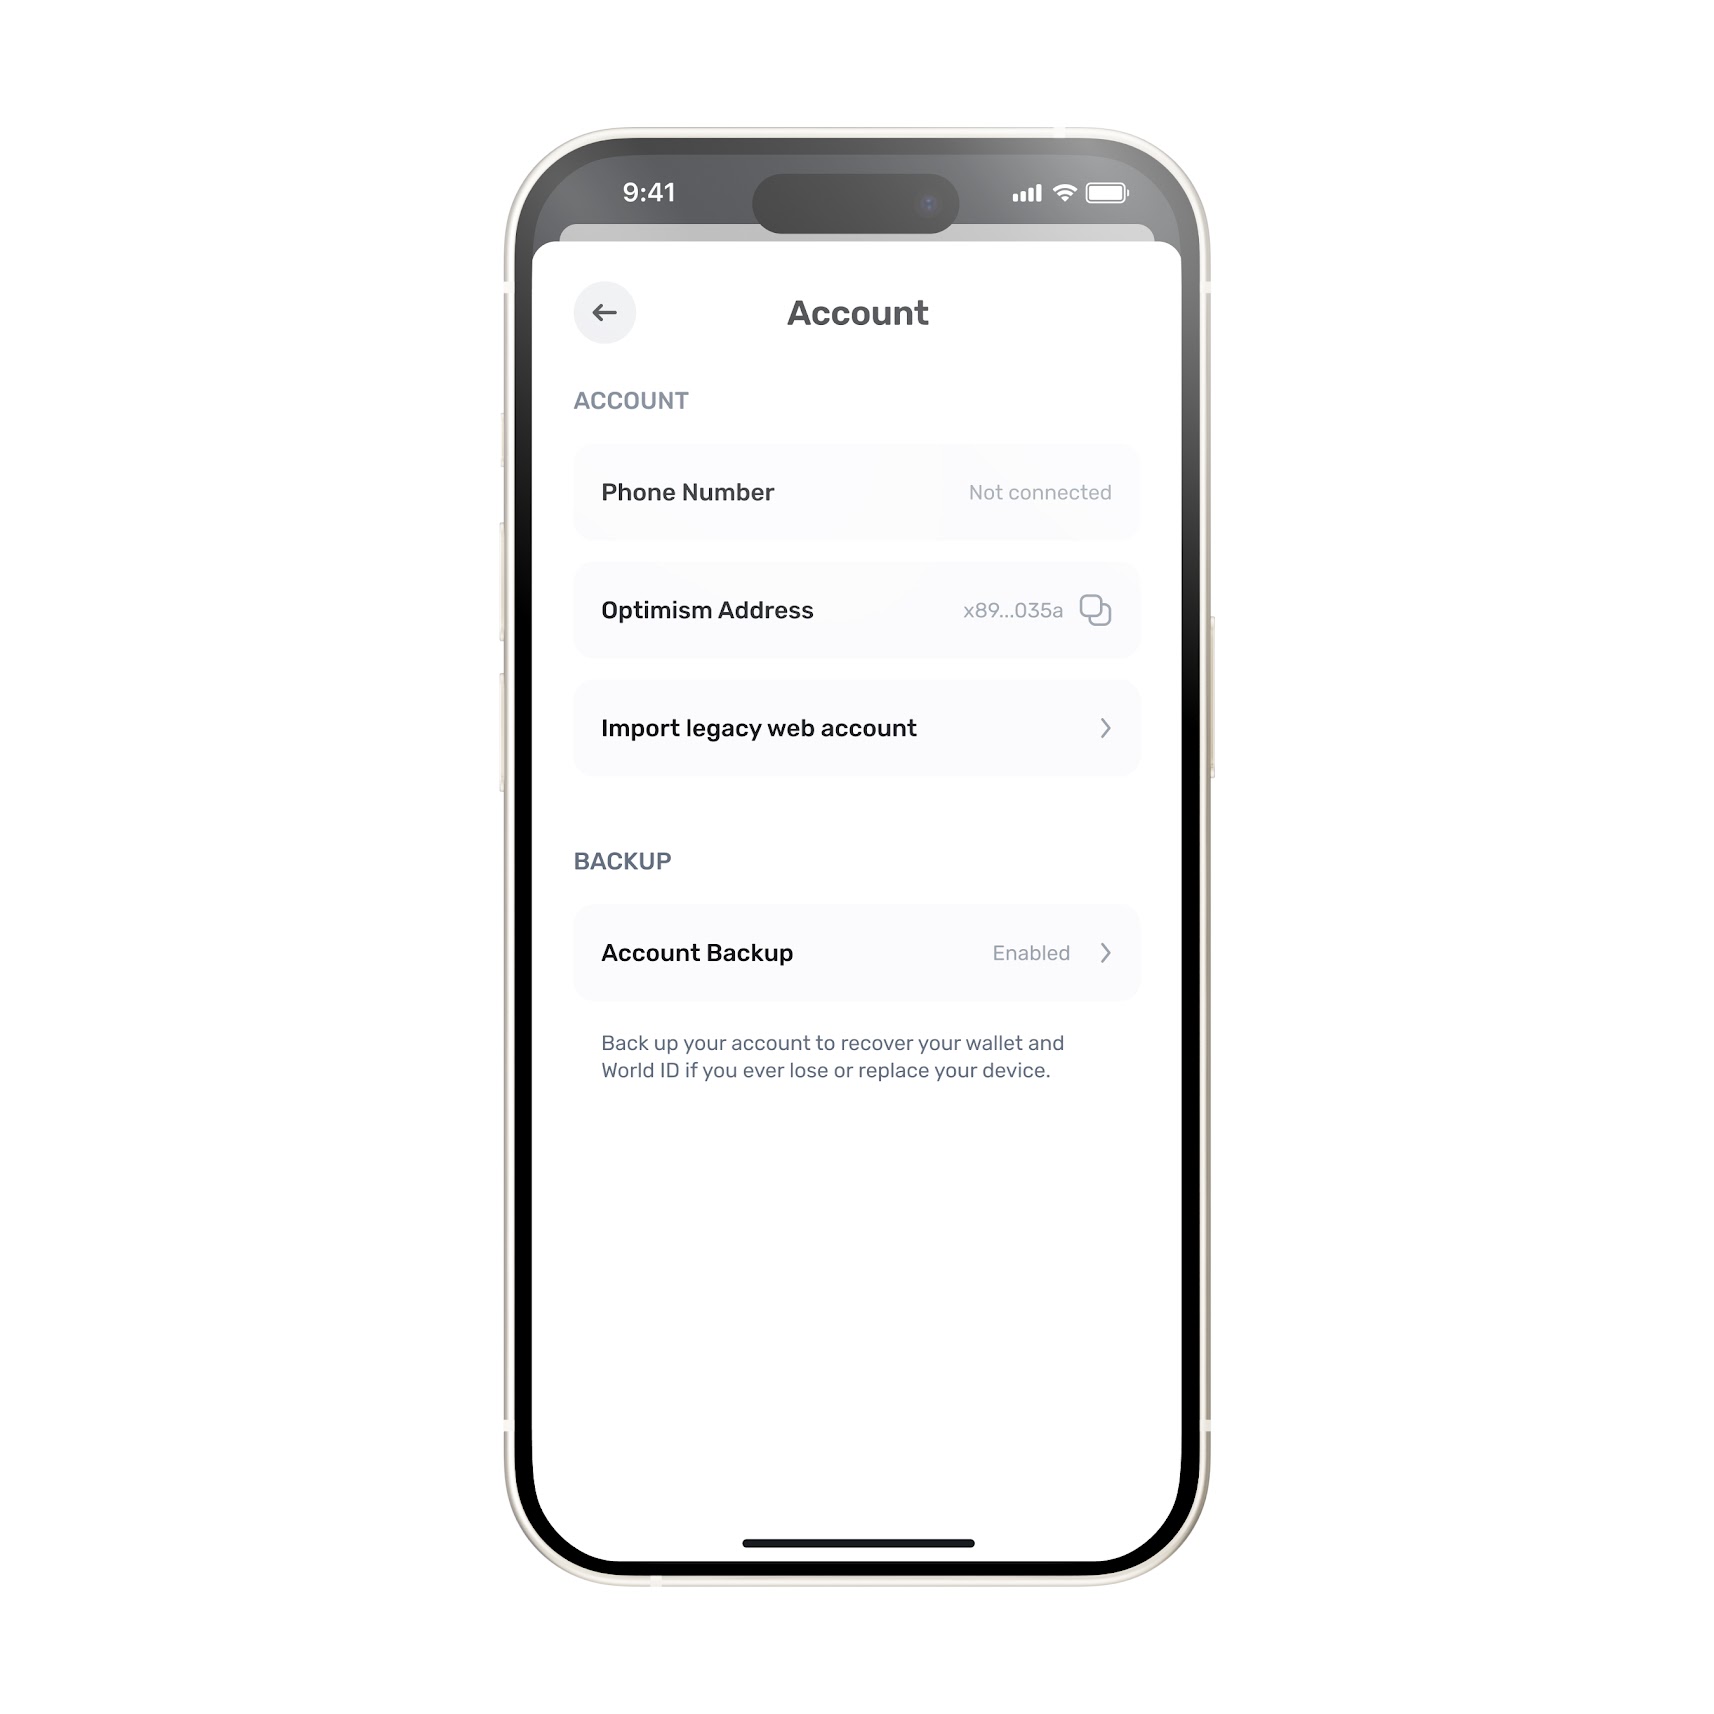 9:41
Account
ACCOUNT
Phone Number Not connected
Optimism Address x89...035a
Import legacy web account
BACKUP
Account Backup Enabled
Back up your account to recover your wallet and
World ID if you ever lose or replace your device.